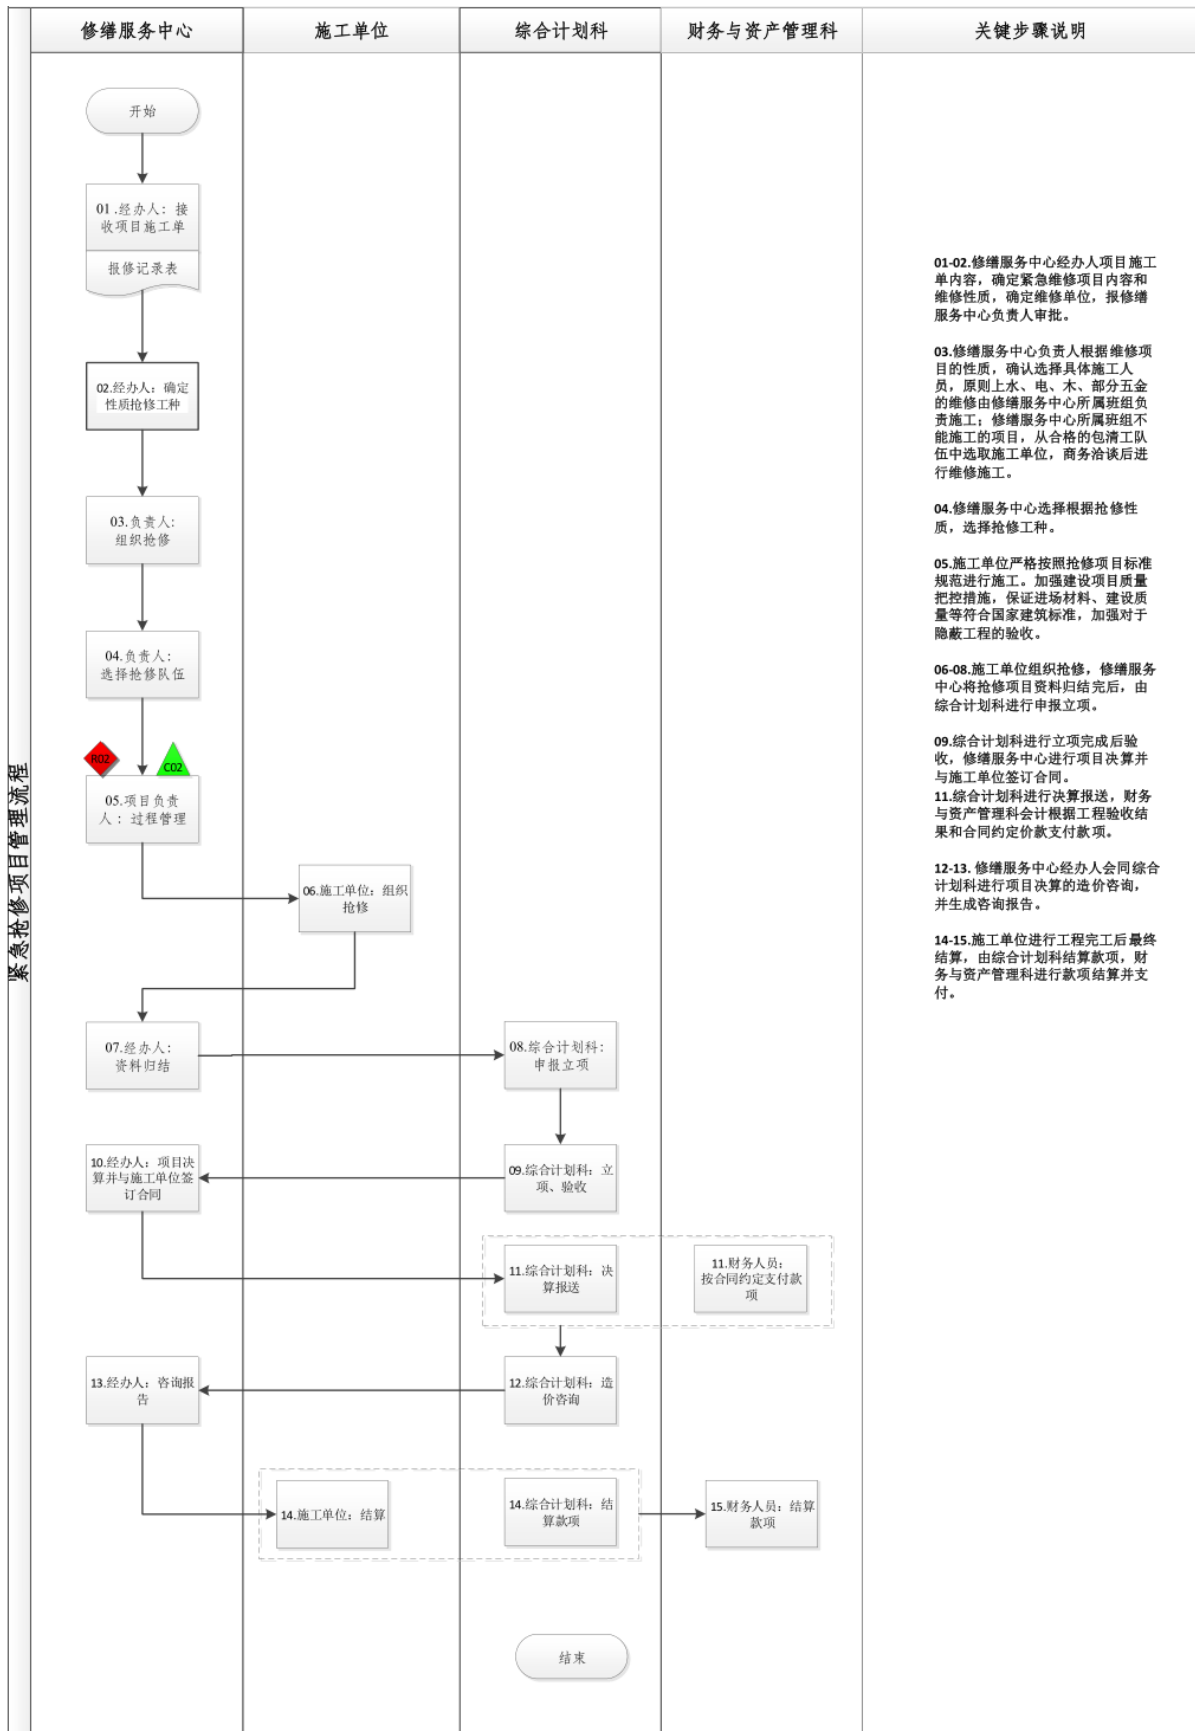 修缮服务中心
施工单位
综合计划科
财务与资产管理科
关键步骤说明
紧急抢修项目管理流程
开始
01.经办人：接
收项目施工单
报修记录表
02.经办人：确定
性质抢修工种
03.负责人：
组织抢修
04.负责人：
选择抢修队伍
R02
C02
05.项目负责
人：过程管理
06.施工单位：组织
抢修
07.经办人：
资料归结
08.综合计划科：
申报立项
09.综合计划科：立
项、验收
10.经办人：项目决
算并与施工单位签
订合同
11.综合计划科：决
算报送
11.财务人员：
按合同约定支付款
项
12.综合计划科：造
价咨询
13.经办人：咨询报
告
14.施工单位：结算
14.综合计划科：结
算款项
15.财务人员：结算
款项
结束
01-02.修缮服务中心经办人项目施工
单内容，确定紧急维修项目内容和
维修性质，确定维修单位，报修缮
服务中心负责人审批。
03.修缮服务中心负责人根据维修项
目的性质，确认选择具体施工人
员，原则上水、电、木、部分五金
的维修由修缮服务中心所属班组负
责施工；修缮服务中心所属班组不
能施工的项目，从合格的包清工队
伍中选取施工单位，商务洽谈后进
行维修施工。
04.修缮服务中心选择根据抢修性
质，选择抢修工种。
05.施工单位严格按照抢修项目标准
规范进行施工。加强建设项目质量
把控措施，保证进场材料、建设质
量等符合国家建筑标准，加强对于
隐蔽工程的验收。
06-08.施工单位组织抢修，修缮服务
中心将抢修项目资料归结完后，由
综合计划科进行申报立项。
09.综合计划科进行立项完成后验
收，修缮服务中心进行项目决算并
与施工单位签订合同。
11.综合计划科进行决算报送，财务
与资产管理科会计根据工程验收结
果和合同约定价款支付款项。
12-13. 修缮服务中心经办人会同综合
计划科进行项目决算的造价咨询，
并生成咨询报告。
14-15.施工单位进行工程完工后最终
结算，由综合计划科结算款项，财
务与资产管理科进行款项结算并支
付。